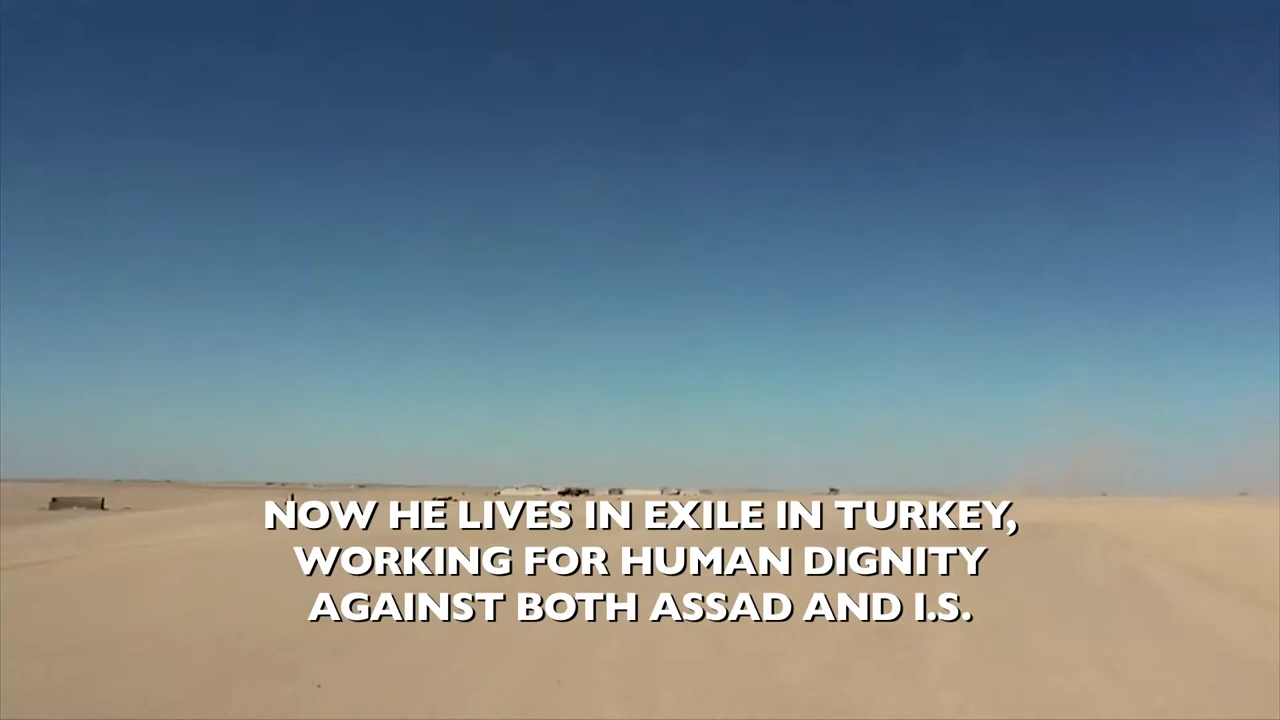 NOW HE LIVES IN EXILE IN TURKEY,
WORKING FOR HUMAN DIGNITY
AGAINST BOTH ASSAD AND I.S.